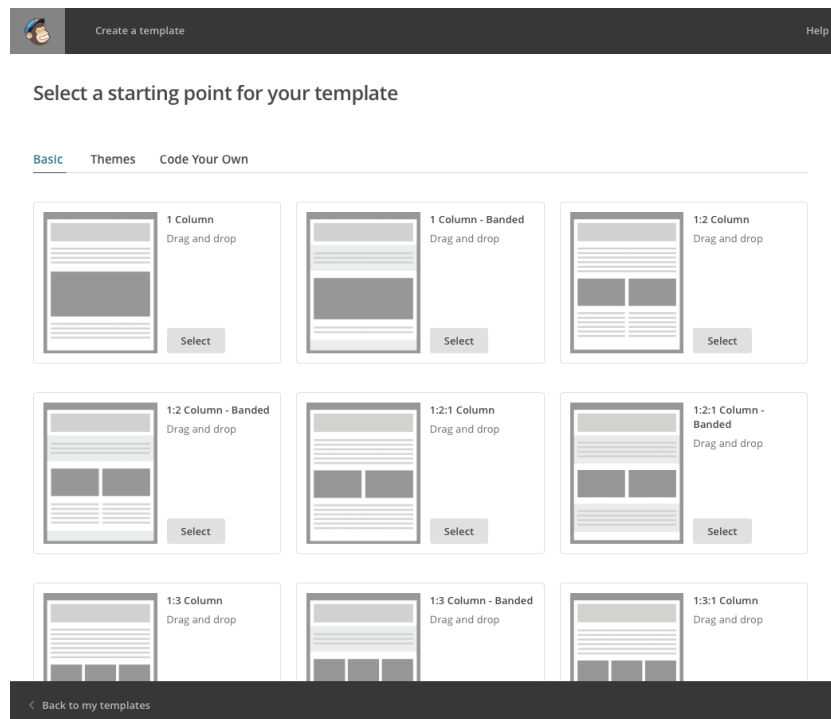 Create a template
Help
Select a starting point for your template
Basic
Themes
Code Your Own
1 Column
Drag and drop
Select
1 Column - Banded
Drag and drop
Select
1:2 Column
Drag and drop
Select
1:2 Column - Banded
Drag and drop
Select
1:2:1 Column
Drag and drop
Select
1:2:1 Column -
Banded
Drag and drop
Select
1:3 Column
Drag and drop
1:3 Column - Banded
Drag and drop
1:3:1 Column
Drag and drop
Back to my templates